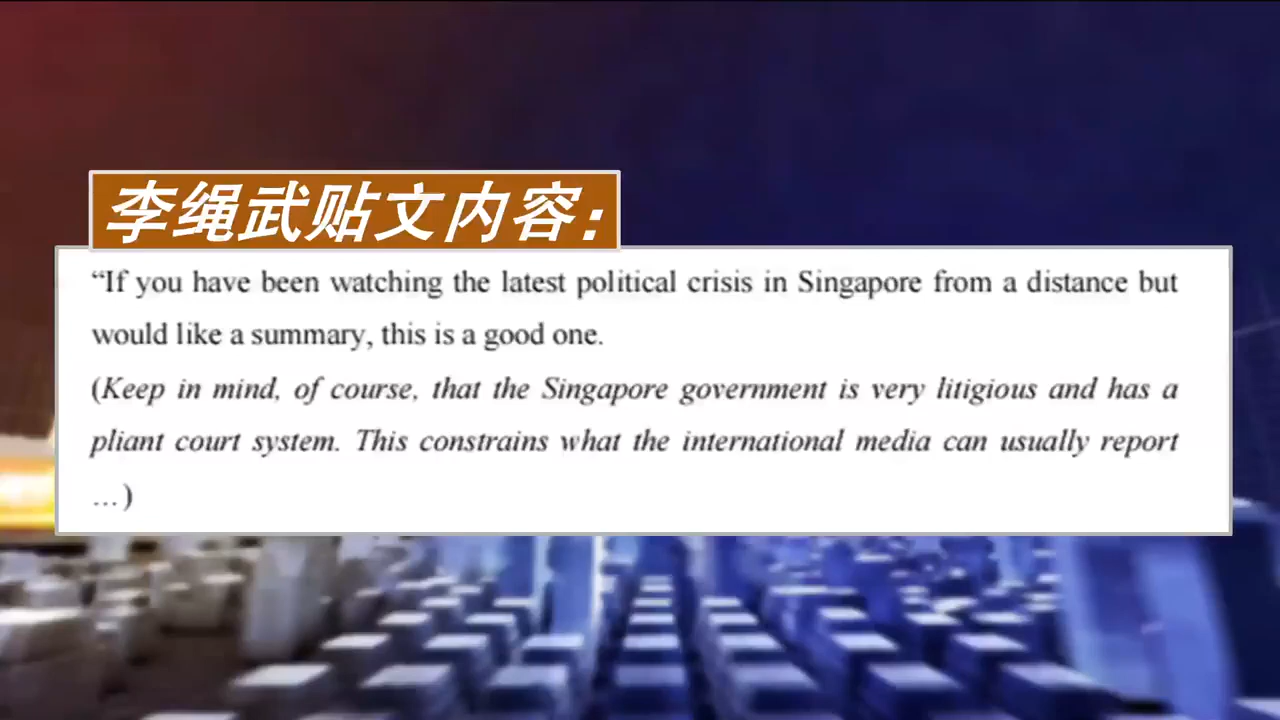 李绳武贴文内容:
“If you have been watching the latest political crisis in Singapore from a distance but
would like a summary, this is a good one.
(Keep in mind, of course, that the Singapore government is very litigious and has a
pliant court system. This constrains what the international media can usually report
…)